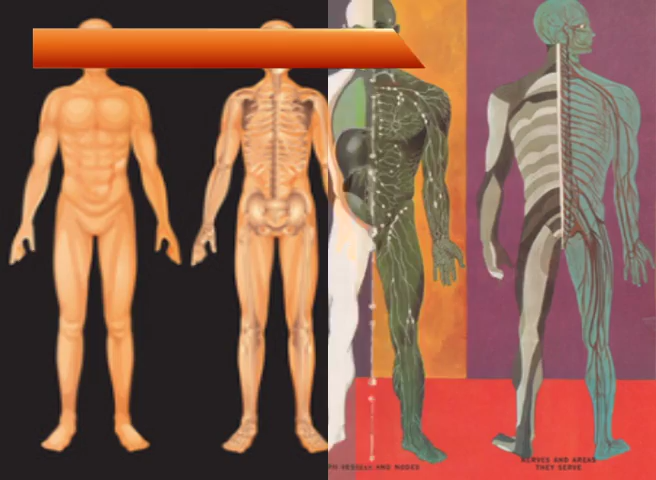 VESSELS AND NODES
NERVES AND AREAS
THEY SERVE